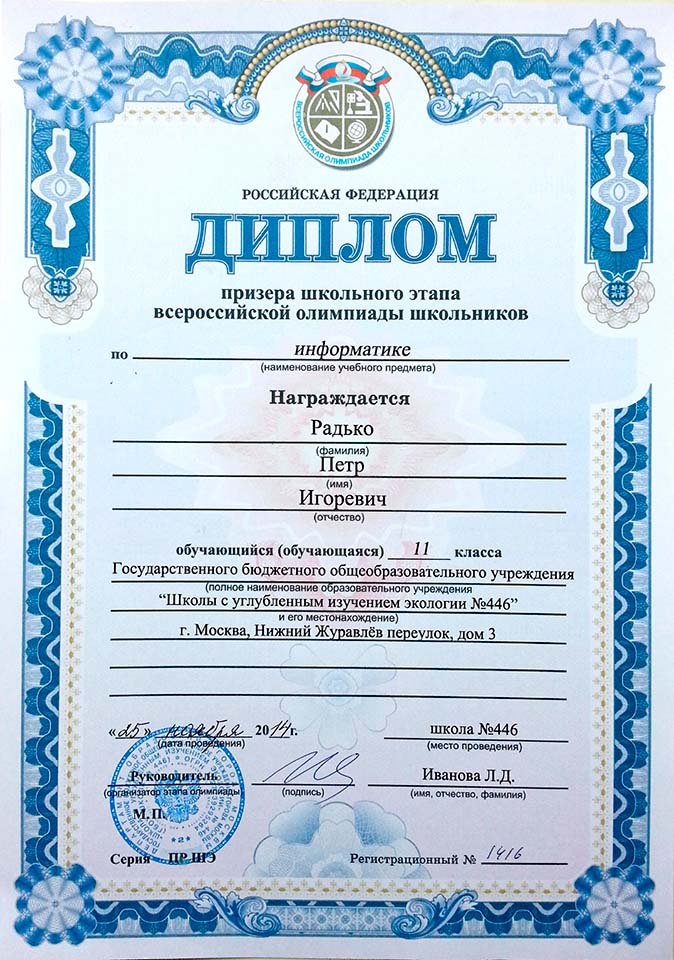 ВСЕРОССИЙСКАЯ ОЛИМПИАДА ШКОЛЬНИКОВ
РОССИЙСКАЯ ФЕДЕРАЦИЯ
ДИПЛОМ
призера школьного этапа
всероссийской олимпиады школьников
по информатике
(наименование учебного предмета)
Награждается
Радько
(фамилия)
Петр
(имя)
Игоревич
(отчество)
обучающийся (обучающаяся) 11 класса
Государственного бюджетного общеобразовательного учреждения
(полное наименование образовательного учреждения
“Школы с углубленным изучением экологии №446”
и его местонахождение)
г. Москва, Нижний Журавлёв переулок, дом 3
«25» ноября 2014г. школа №446
(дата проведения) (место проведения)
Руководитель Иванова Л.Д.
(организатор этапа олимпиады) (подпись) (имя, отчество, фамилия)
М.П.
Серия ПР-ШЭ Регистрационный № 1416